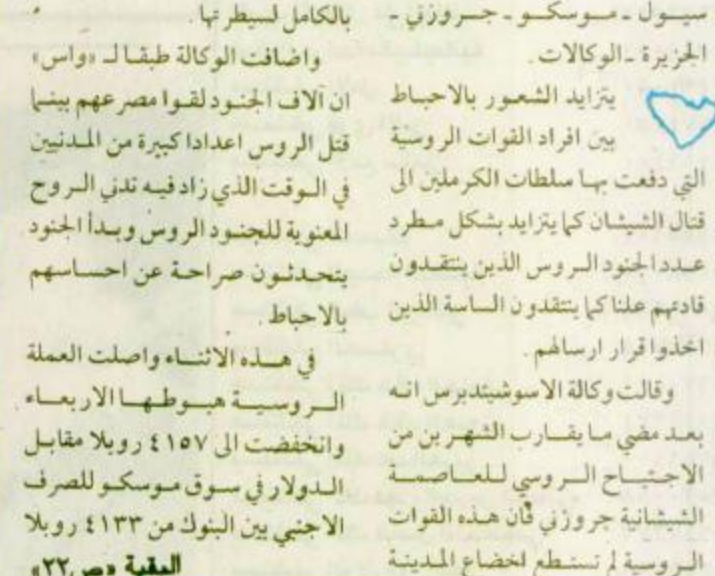 سيول - موسكو - جروزني -
الجزيرة - الوكالات.
يتزايد الشعور بالاحباط
بين افراد القوات الروسية
التي دفعت بها سلطات الكرملين الى
قتال الشيشان كما يتزايد بشكل مطرد
عدد الجنود الروس الذين ينتقدون
قادتهم علنا كما ينتقدون الساسة الذين
اخذوا قرار ارسالهم.
وقالت وكالة الاسوشيتدبرس انه
بعد مضي ما يقارب الشهرين من
الاجتياح الروسي للعاصمة
الشيشانية جروزني فان هذه القوات
الروسية لم تستطع اخضاع المدينة
بالكامل لسيطرتها.
واضافت الوكالة طبقا لـ «واس»
ان آلاف الجنود لقوا مصرعهم بينما
قتل الروس اعدادا كبيرة من المدنيين
في الوقت الذي زاد فيه تدني الروح
المعنوية للجنود الروس وبدأ الجنود
يتحدثون صراحة عن احساسهم
بالاحباط.
في هذه الاثناء واصلت العملة
الروسية هبوطها الاربعاء
وانخفضت الى ٤١٥٧ روبلا مقابل
الدولار في سوق موسكو للصرف
الاجنبي بين البنوك من ٤١٣٣ روبلا
البقية «ص٢٢»